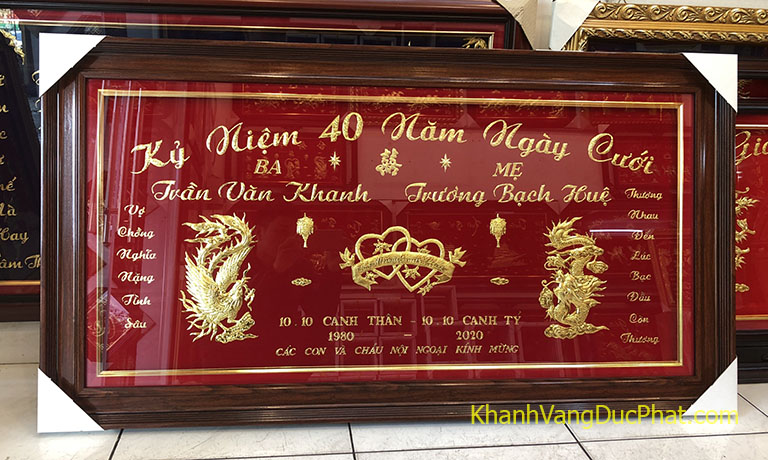 Kỷ Niệm 40 Năm Ngày Cưới
BA MẸ
Trần Văn Khanh Trương Bạch Huệ
Vợ
Chồng
Nghĩa
Nặng
Tình
Sâu
Thương
Nhau
Đến
Lúc
Bạc
Đầu
Còn
Thương
10.10 CANH THÂN - 10.10 CANH TÝ
1980 2020
CÁC CON VÀ CHÁU NỘI NGOẠI KÍNH MỪNG
KhanhVangDucPhat.com